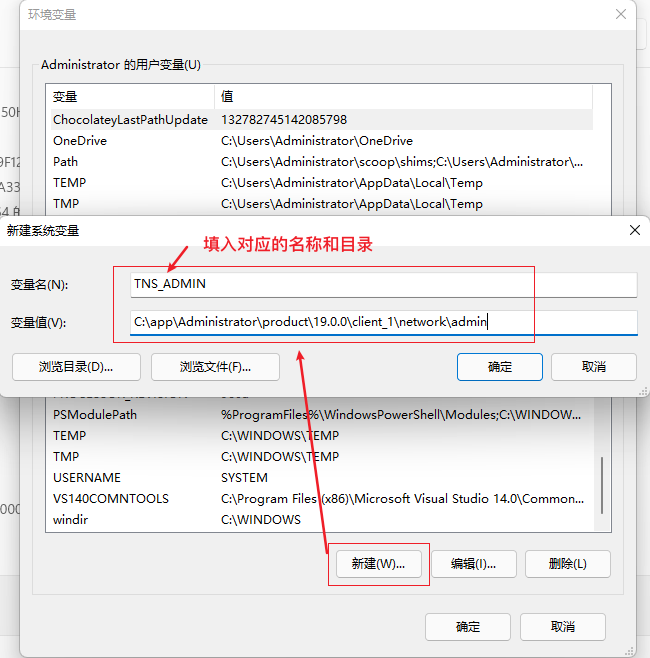 环境变量
Administrator 的用户变量(U)
变量 值
ChocolateyLastPathUpdate 132782745142085798
OneDrive C:\Users\Administrator\OneDrive
Path C:\Users\Administrator\scoop\shims;C:\Users\Administrator\...
TEMP C:\Users\Administrator\AppData\Local\Temp
TMP C:\Users\Administrator\AppData\Local\Temp
新建系统变量
填入对应的名称和目录
变量名(N): TNS_ADMIN
变量值(V): C:\app\Administrator\product\19.0.0\client_1\network\admin
浏览目录(D)... 浏览文件(F)... 确定 取消
PSModulePath %ProgramFiles%\WindowsPowerShell\Modules;C:\WINDOW...
TEMP C:\WINDOWS\TEMP
TMP C:\WINDOWS\TEMP
USERNAME SYSTEM
VS140COMNTOOLS C:\Program Files (x86)\Microsoft Visual Studio 14.0\Common...
windir C:\WINDOWS
新建(W)... 编辑(I)... 删除(L)
确定 取消